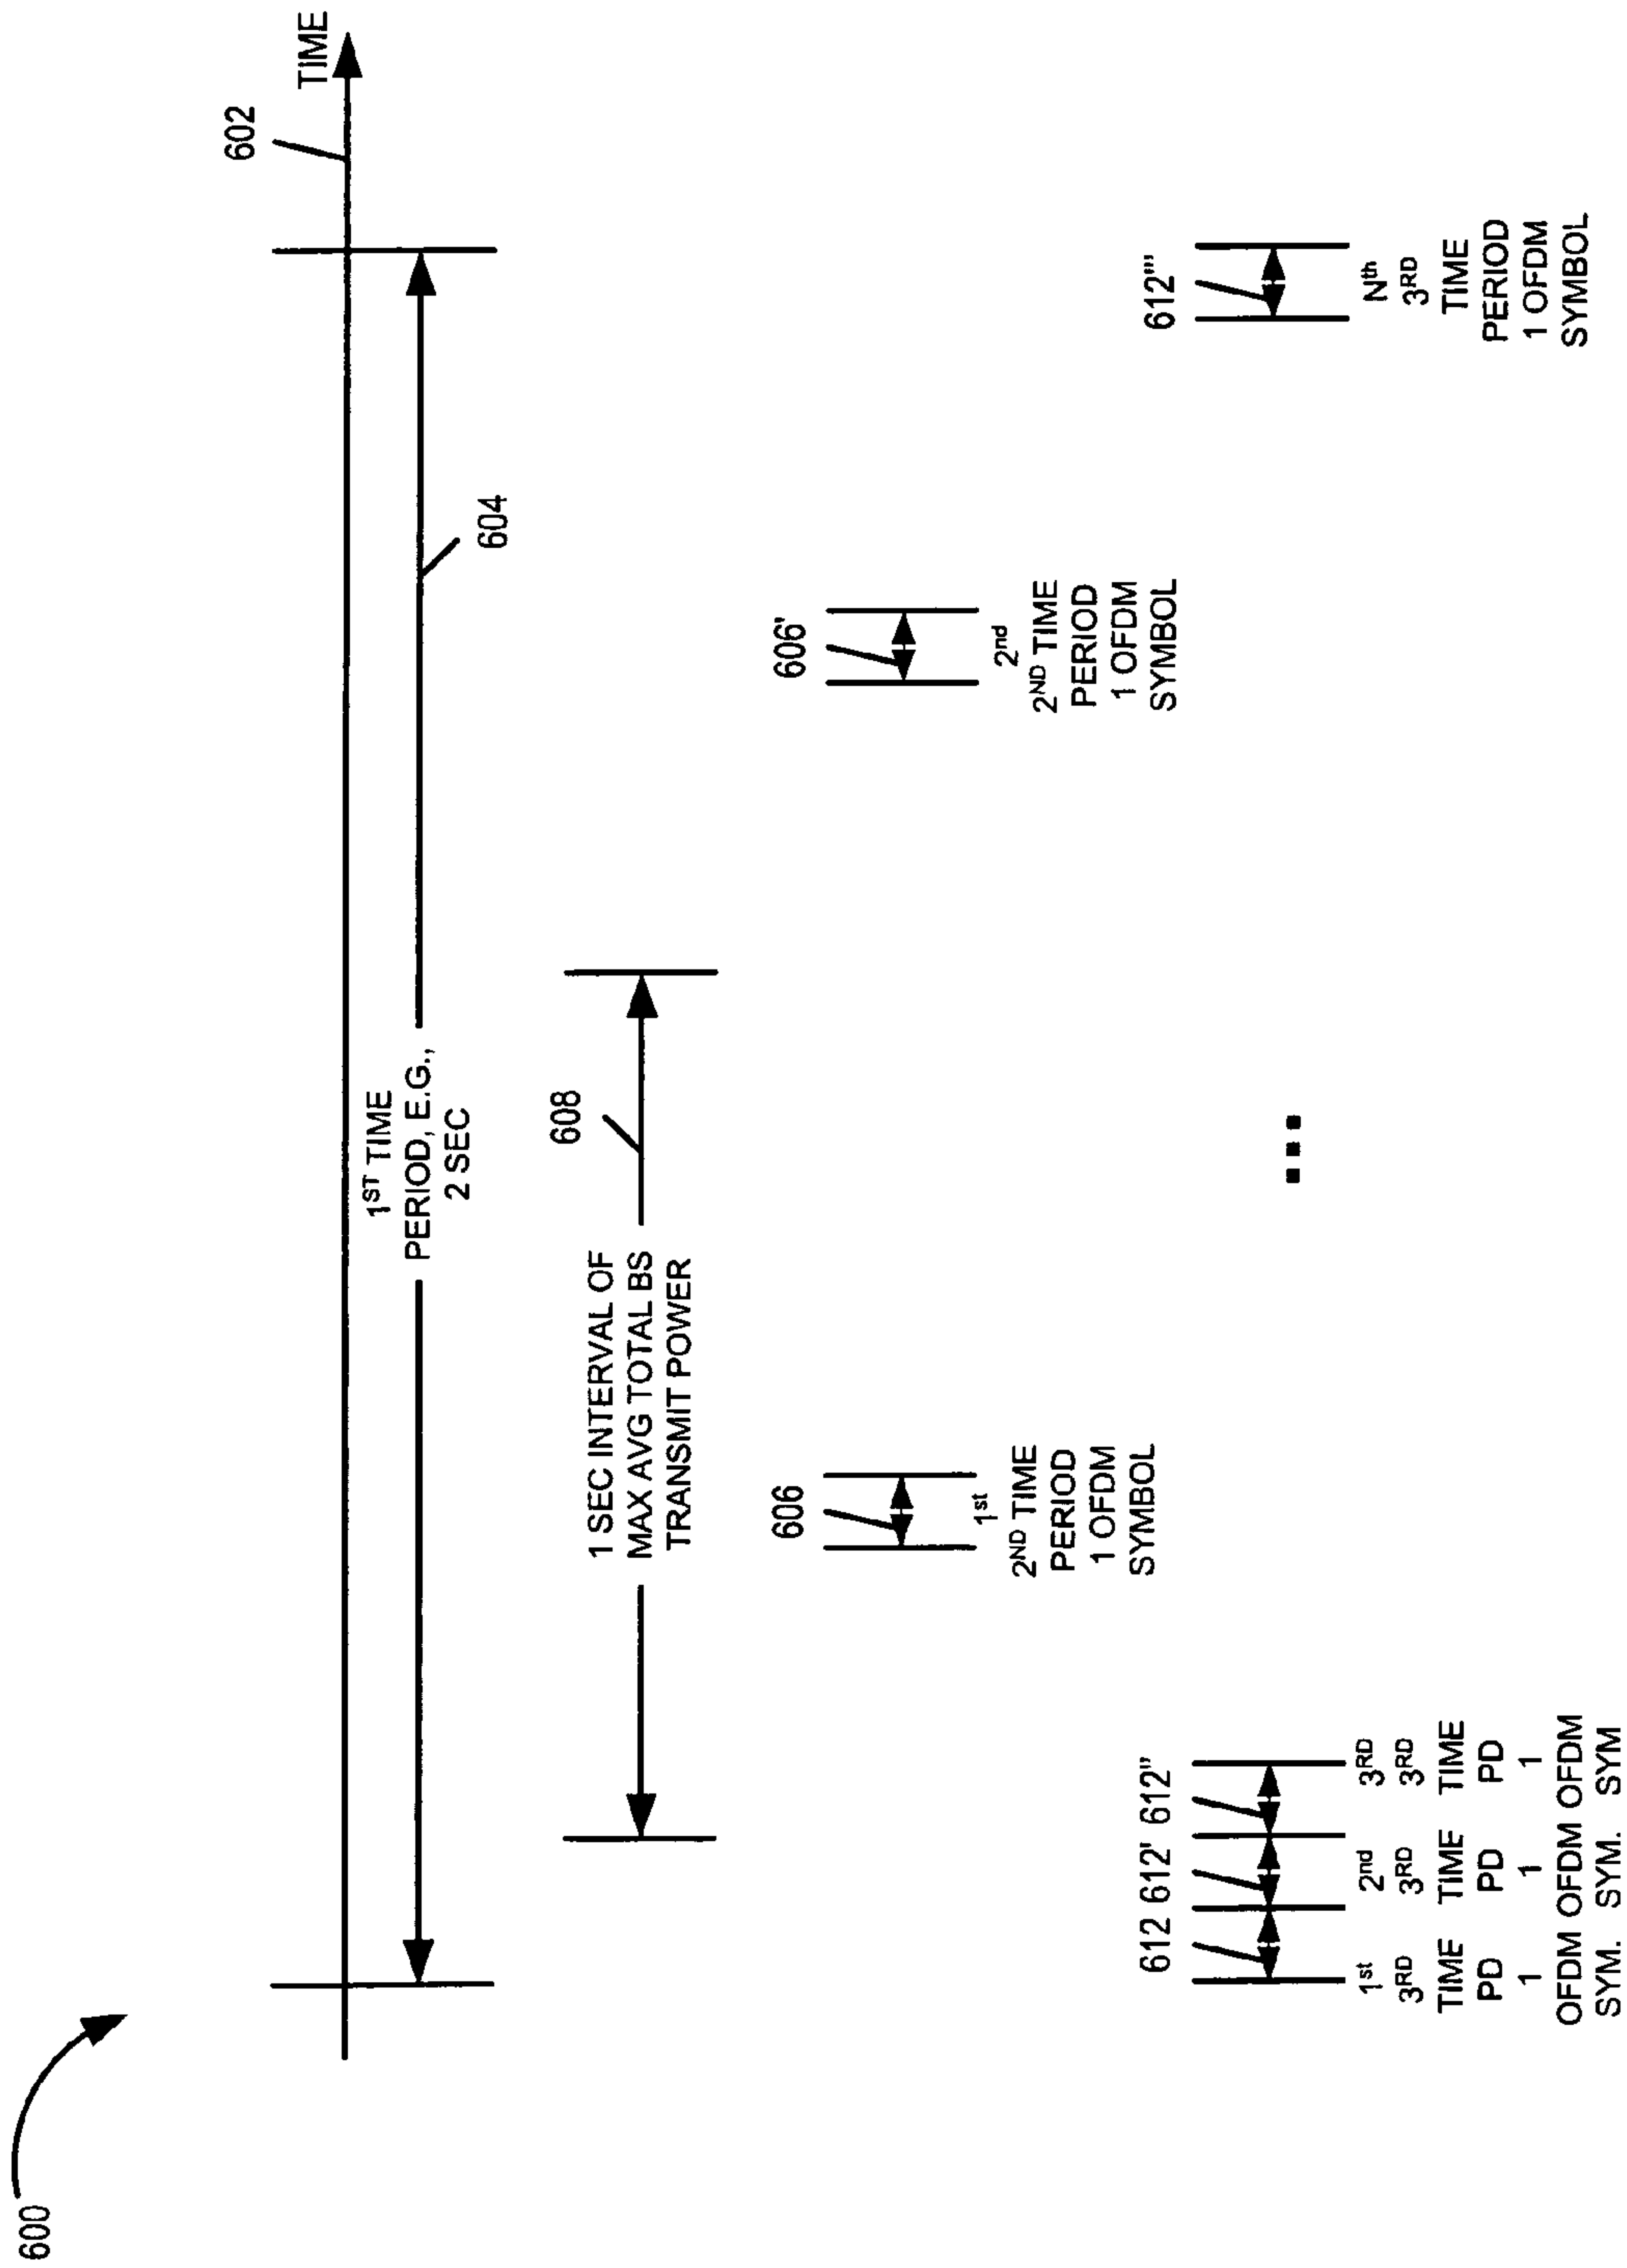 600
602
TIME
1ST TIME
PERIOD, E.G.,
2 SEC
604
608
1 SEC INTERVAL OF
MAX AVG TOTAL BS
TRANSMIT POWER
606
1st
2ND TIME
PERIOD
1 OFDM
SYMBOL
606'
2nd
2ND TIME
PERIOD
1 OFDM
SYMBOL
612
1st
3RD
TIME
PD
1
OFDM
SYM.
612'
2nd
3RD
TIME
PD
1
OFDM
SYM.
612"
3RD
3RD
TIME
PD
1
OFDM
SYM
...
612'''
Nth
3RD
TIME
PERIOD
1 OFDM
SYMBOL